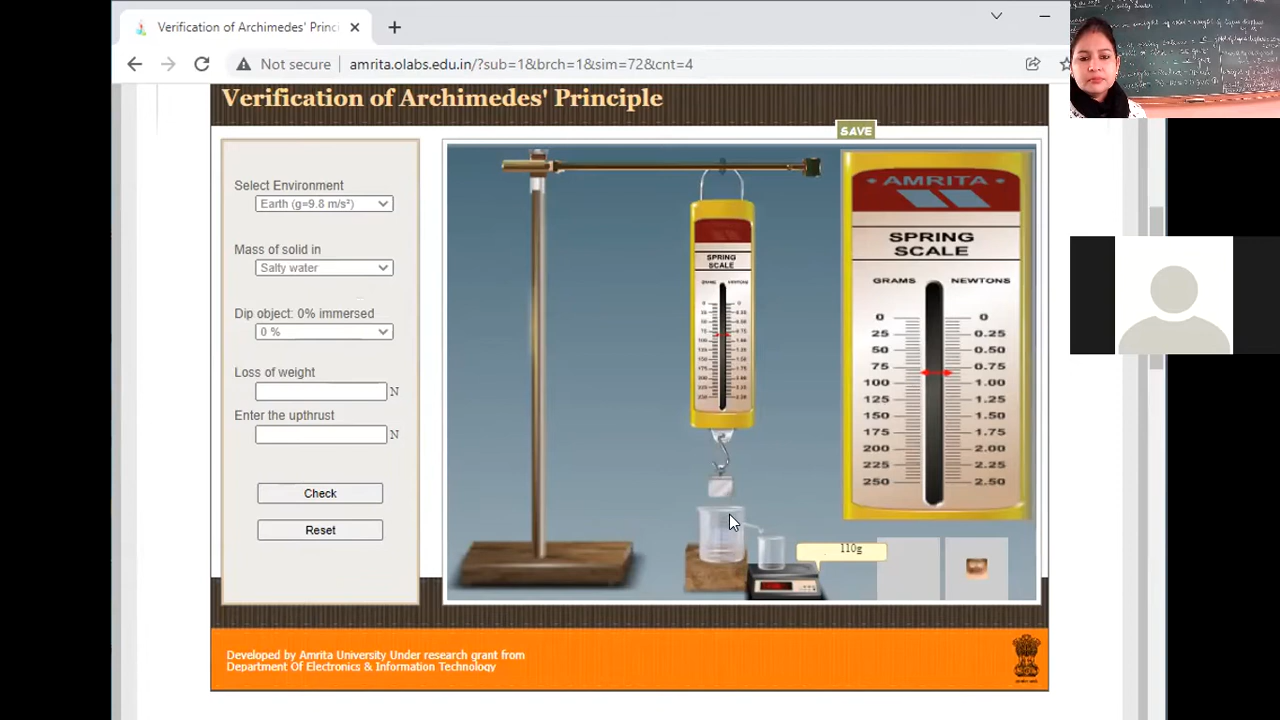 Verification of Archimedes' Princi
Not secure
amrita.olabs.edu.in/?sub=1&brch=1&sim=72&cnt=4
Verification of Archimedes' Principle
SAVE
Select Environment
Earth (g=9.8 m/s²)
Mass of solid in
Salty water
Dip object: 0% immersed
0 %
Loss of weight
N
Enter the upthrust
N
Check
Reset
SPRING
SCALE
GRAMS NEWTONS
110g
AMRITA
SPRING
SCALE
GRAMS NEWTONS
0 0
25 0.25
50 0.50
75 0.75
100 1.00
125 1.25
150 1.50
175 1.75
200 2.00
225 2.25
250 2.50
Developed by Amrita University Under research grant from
Department Of Electronics & Information Technology